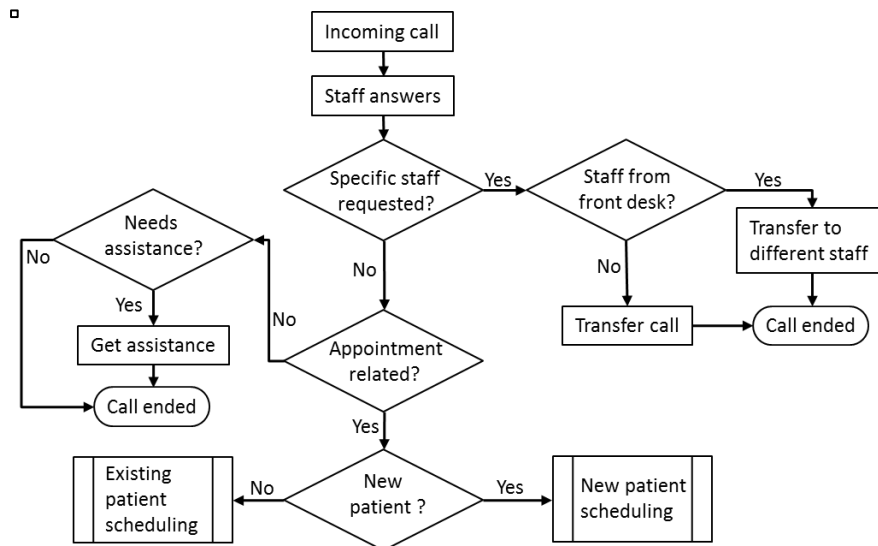 Incoming call
Staff answers
Specific staff
requested?
Yes
Staff from
front desk?
Yes
Transfer to
different staff
No
Transfer call
Call ended
No
Needs
assistance?
No
Yes
Get assistance
Call ended
No
Appointment
related?
Yes
New
patient ?
No
Existing
patient
scheduling
Yes
New patient
scheduling